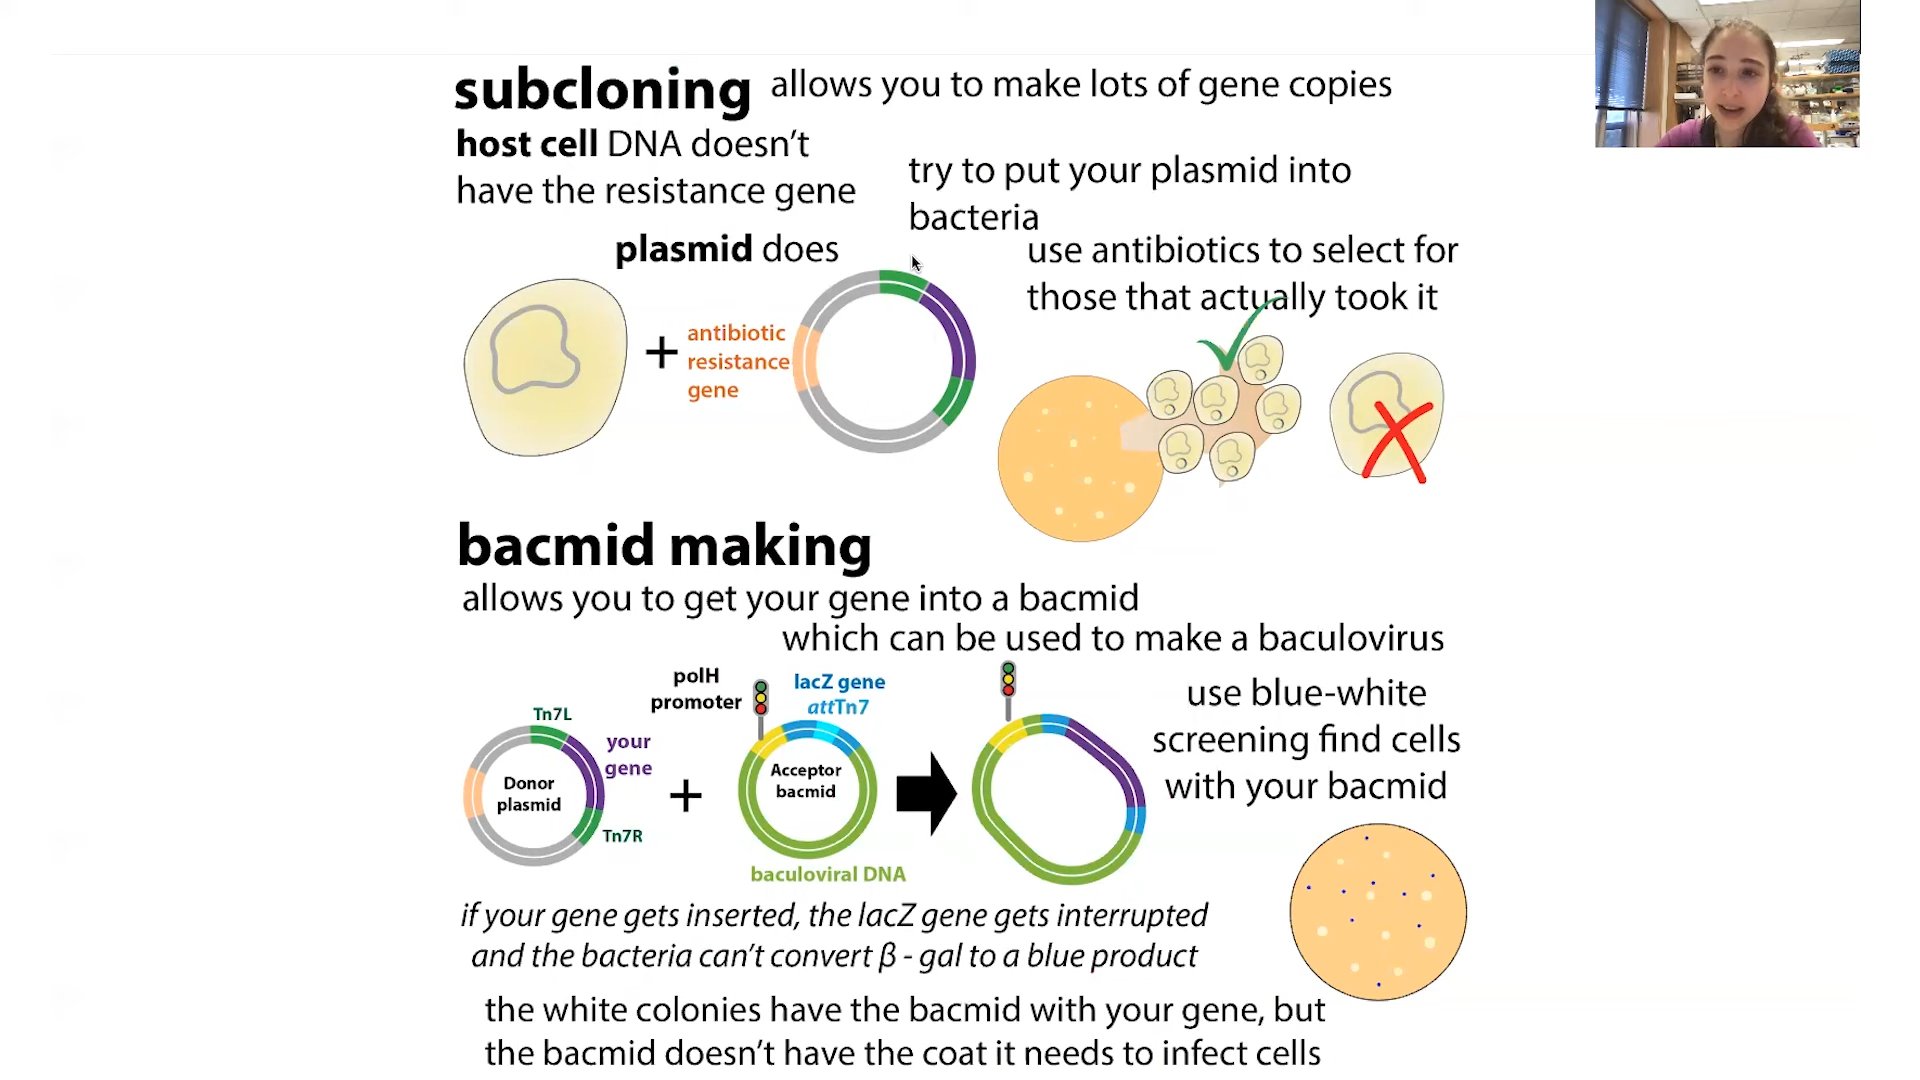 subcloning allows you to make lots of gene copies
host cell DNA doesn't
have the resistance gene
plasmid does
try to put your plasmid into
bacteria
use antibiotics to select for
those that actually took it
antibiotic
resistance
gene
bacmid making
allows you to get your gene into a bacmid
which can be used to make a baculovirus
polH
promoter
lacZ gene
attTn7
Tn7L
your
gene
Donor
plasmid
Tn7R
Acceptor
bacmid
baculoviral DNA
use blue-white
screening find cells
with your bacmid
if your gene gets inserted, the lacZ gene gets interrupted
and the bacteria can't convert β - gal to a blue product
the white colonies have the bacmid with your gene, but
the bacmid doesn't have the coat it needs to infect cells